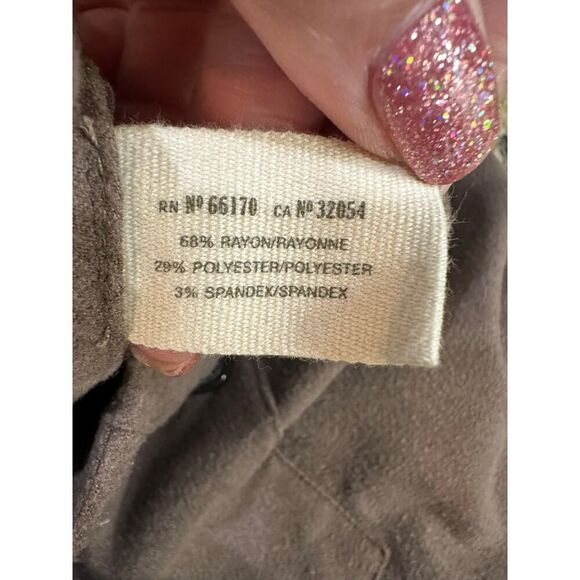 RN Nº 66170 CA Nº 32054
68% RAYON/RAYONNE
29% POLYESTER/POLYESTER
3% SPANDEX/SPANDEX